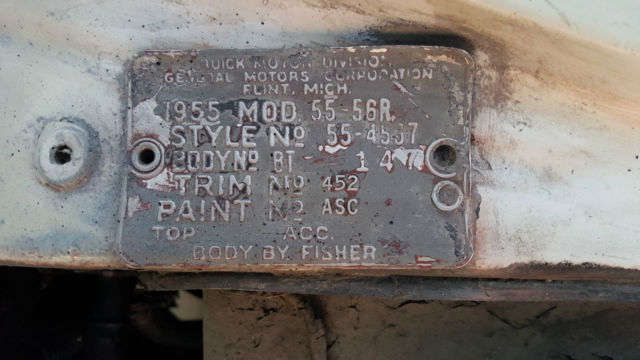 BUICK MOTOR DIVISION
GENERAL MOTORS CORPORATION
FLINT, MICH.
1955 MOD. 55-56R
STYLE No 55-4537
BODY No BT - 147
TRIM No 452
PAINT No ASC
TOP ACC.
BODY BY FISHER